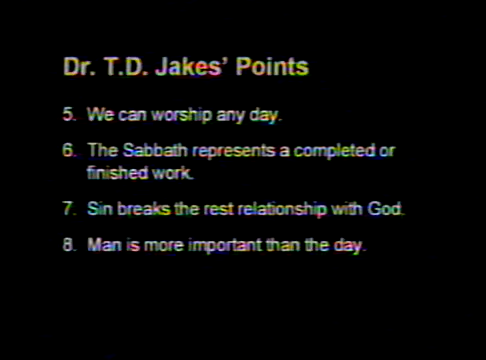 Dr. T.D. Jakes’ Points
5. We can worship any day.
6. The Sabbath represents a completed or
finished work.
7. Sin breaks the rest relationship with God.
8. Man is more important than the day.